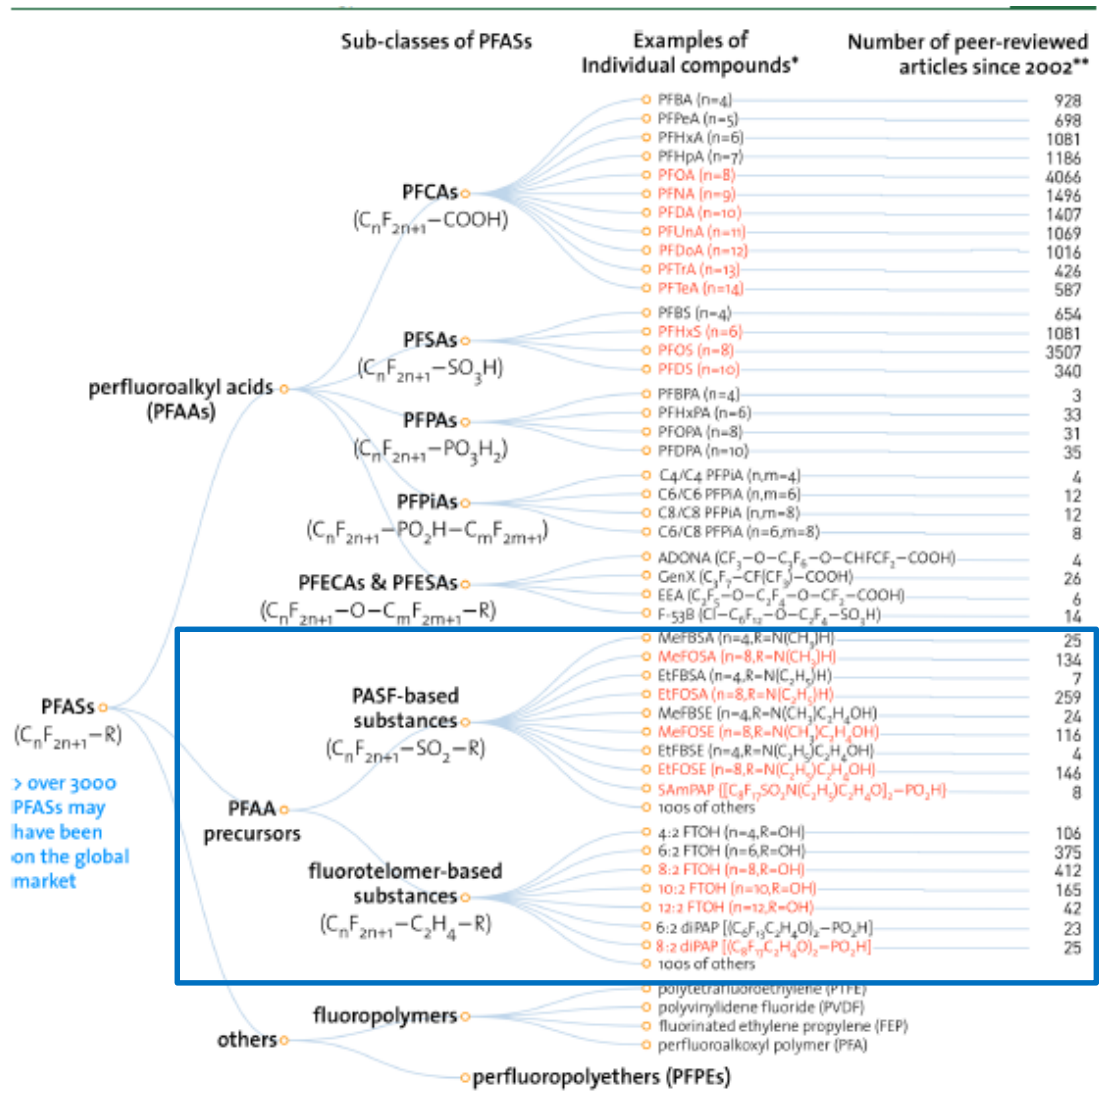 Sub-classes of PFASs
Examples of
Individual compounds*
Number of peer-reviewed
articles since 2002**
PFBA (n=4) 928
PFPeA (n=5) 698
PFHxA (n=6) 1081
PFHpA (n=7) 1186
PFOA (n=8) 4066
PFNA (n=9) 1496
PFDA (n=10) 1407
PFUnA (n=11) 1069
PFDoA (n=12) 1016
PFTrA (n=13) 426
PFTeA (n=14) 587
PFCAs
(CnF2n+1–COOH)
PFBS (n=4) 654
PFHxS (n=6) 1081
PFOS (n=8) 3507
PFDS (n=10) 340
PFSAs
(CnF2n+1–SO3H)
perfluoroalkyl acids
(PFAAs)
PFBPA (n=4) 3
PFHxPA (n=6) 33
PFOPA (n=8) 31
PFDPA (n=10) 35
PFPAs
(CnF2n+1–PO3H2)
C4/C4 PFPiA (n,m=4) 4
C6/C6 PFPiA (n,m=6) 12
C8/C8 PFPiA (n,m=8) 12
C6/C8 PFPiA (n=6,m=8) 8
PFPiAs
(CnF2n+1–PO2H–CmF2m+1)
ADONA (CF3–O–C3F6–O–CHFCF2–COOH) 4
GenX (C3F7–CF(CF3)–COOH) 26
EEA (C2F5–O–C2F4–O–CF2–COOH) 6
F-53B (Cl–C6F12–O–C2F4–SO3H) 14
PFECAs & PFESAs
(CnF2n+1–O–CmF2m+1–R)
MeFBSA (n=4,R=N(CH3)H) 25
MeFOSA (n=8,R=N(CH3)H) 134
EtFBSA (n=4,R=N(C2H5)H) 7
EtFOSA (n=8,R=N(C2H5)H) 259
MeFBSE (n=4,R=N(CH3)C2H4OH) 24
MeFOSE (n=8,R=N(CH3)C2H4OH) 116
EtFBSE (n=4,R=N(C2H5)C2H4OH) 4
EtFOSE (n=8,R=N(C2H5)C2H4OH) 146
SAmPAP {[C8F17SO2N(C2H5)C2H4O]2–PO2H} 8
100s of others
PASF-based
substances
(CnF2n+1–SO2–R)
PFASs
(CnF2n+1–R)
> over 3000
PFASs may
have been
on the global
market
PFAA
precursors
4:2 FTOH (n=4,R=OH) 106
6:2 FTOH (n=6,R=OH) 375
8:2 FTOH (n=8,R=OH) 412
10:2 FTOH (n=10,R=OH) 165
12:2 FTOH (n=12,R=OH) 42
6:2 diPAP [(C6F13C2H4O)2–PO2H] 23
8:2 diPAP [(C8F17C2H4O)2–PO2H] 25
100s of others
fluorotelomer-based
substances
(CnF2n+1–C2H4–R)
polytetrafluoroethylene (PTFE)
polyvinylidene fluoride (PVDF)
fluorinated ethylene propylene (FEP)
perfluoroalkoxyl polymer (PFA)
fluoropolymers
others
perfluoropolyethers (PFPEs)